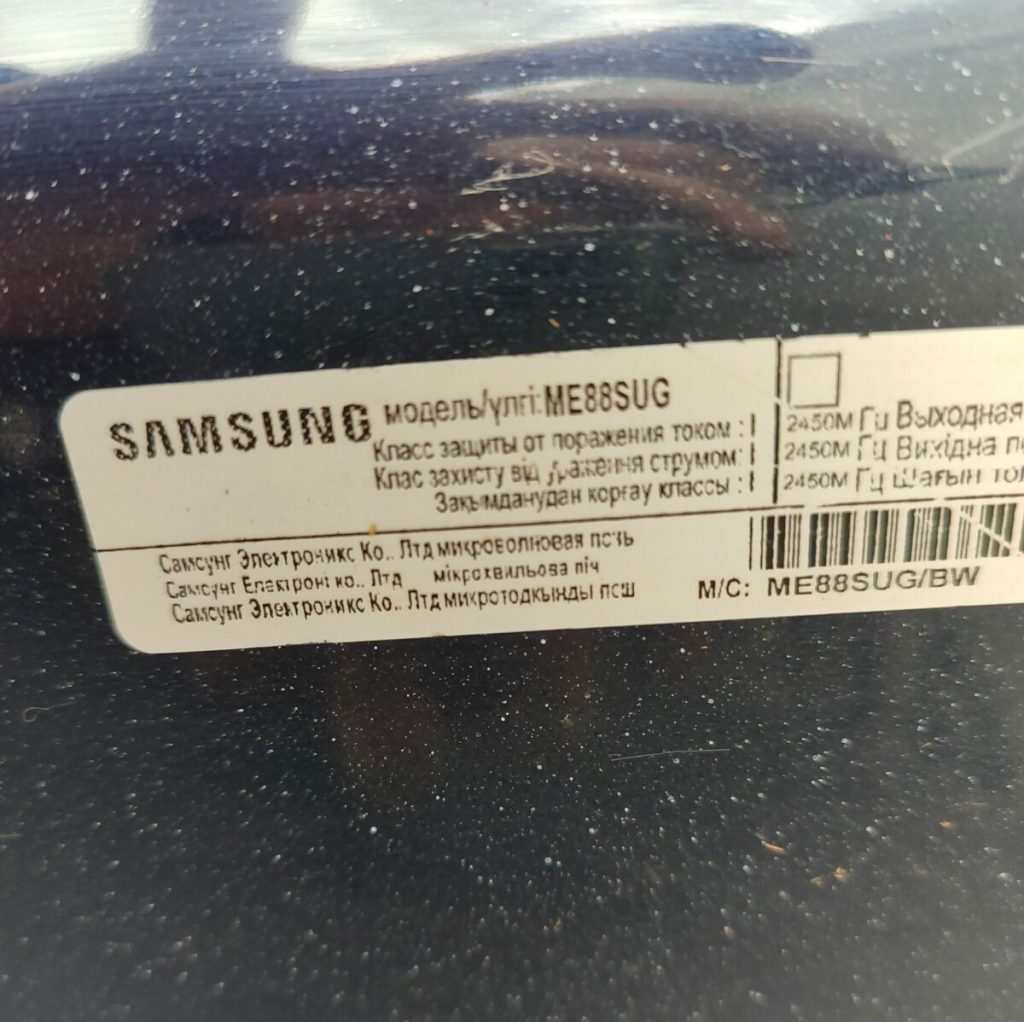 SAMSUNG модель/үлгі:ME88SUG
Класс защиты от поражения током : I
Клас захисту від ураження струмом: I
Зақымданудан қорғау классы : I
2450М Гц Выходная
2450М Гц Вихідна
2450М Гц Шағын
Самсунг Электроникс Ко., Лтд микроволновая печь
Самсунг Електроні ко., Лтд мікрохвильова піч
Самсунг Электроникс Ко., Лтд микротолқынды пеш
M/C: ME88SUG/BW